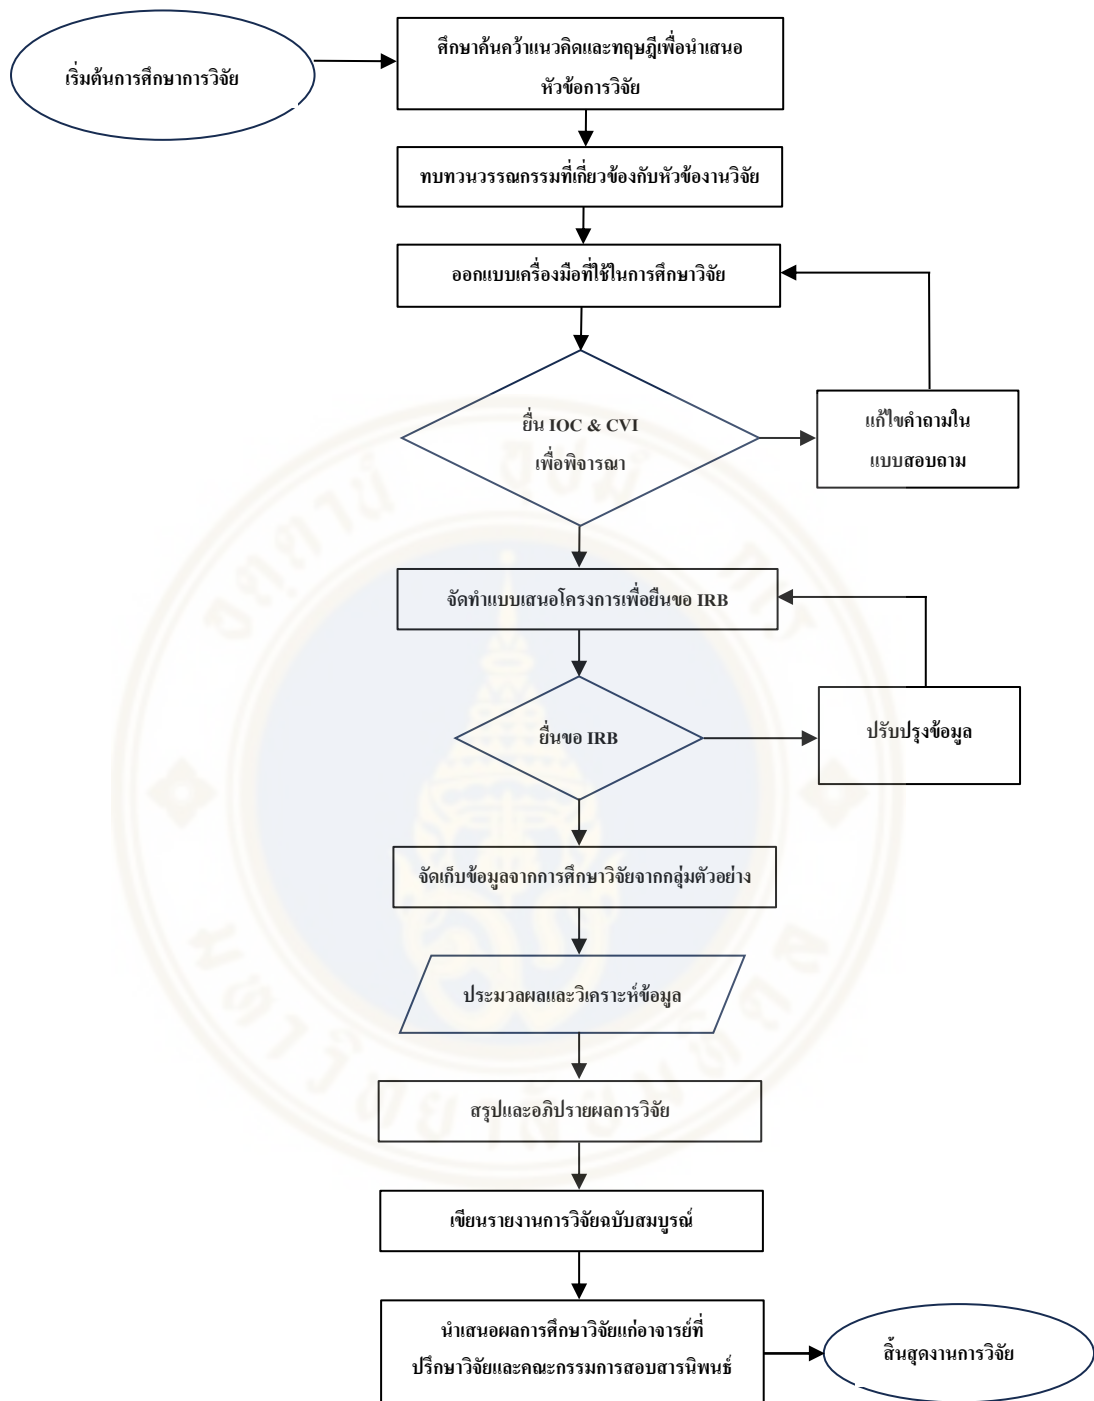 เริ่มต้นการศึกษาการวิจัย
ศึกษาค้นคว้าแนวคิดและทฤษฎีเพื่อนำเสนอ
หัวข้อการวิจัย
ทบทวนวรรณกรรมที่เกี่ยวข้องกับหัวข้องานวิจัย
ออกแบบเครื่องมือที่ใช้ในการศึกษาวิจัย
ยื่น IOC & CVI
เพื่อพิจารณา
แก้ไขคำถามใน
แบบสอบถาม
จัดทำแบบเสนอโครงการเพื่อยื่นขอ IRB
ยื่นขอ IRB
ปรับปรุงข้อมูล
จัดเก็บข้อมูลจากการศึกษาวิจัยจากกลุ่มตัวอย่าง
ประมวลผลและวิเคราะห์ข้อมูล
สรุปและอภิปรายผลการวิจัย
เขียนรายงานการวิจัยฉบับสมบูรณ์
นำเสนอผลการศึกษาวิจัยแก่อาจารย์ที่
ปรึกษาวิจัยและคณะกรรมการสอบสารนิพนธ์
สิ้นสุดงานการวิจัย
มหาวิทยาลัยมหิดล